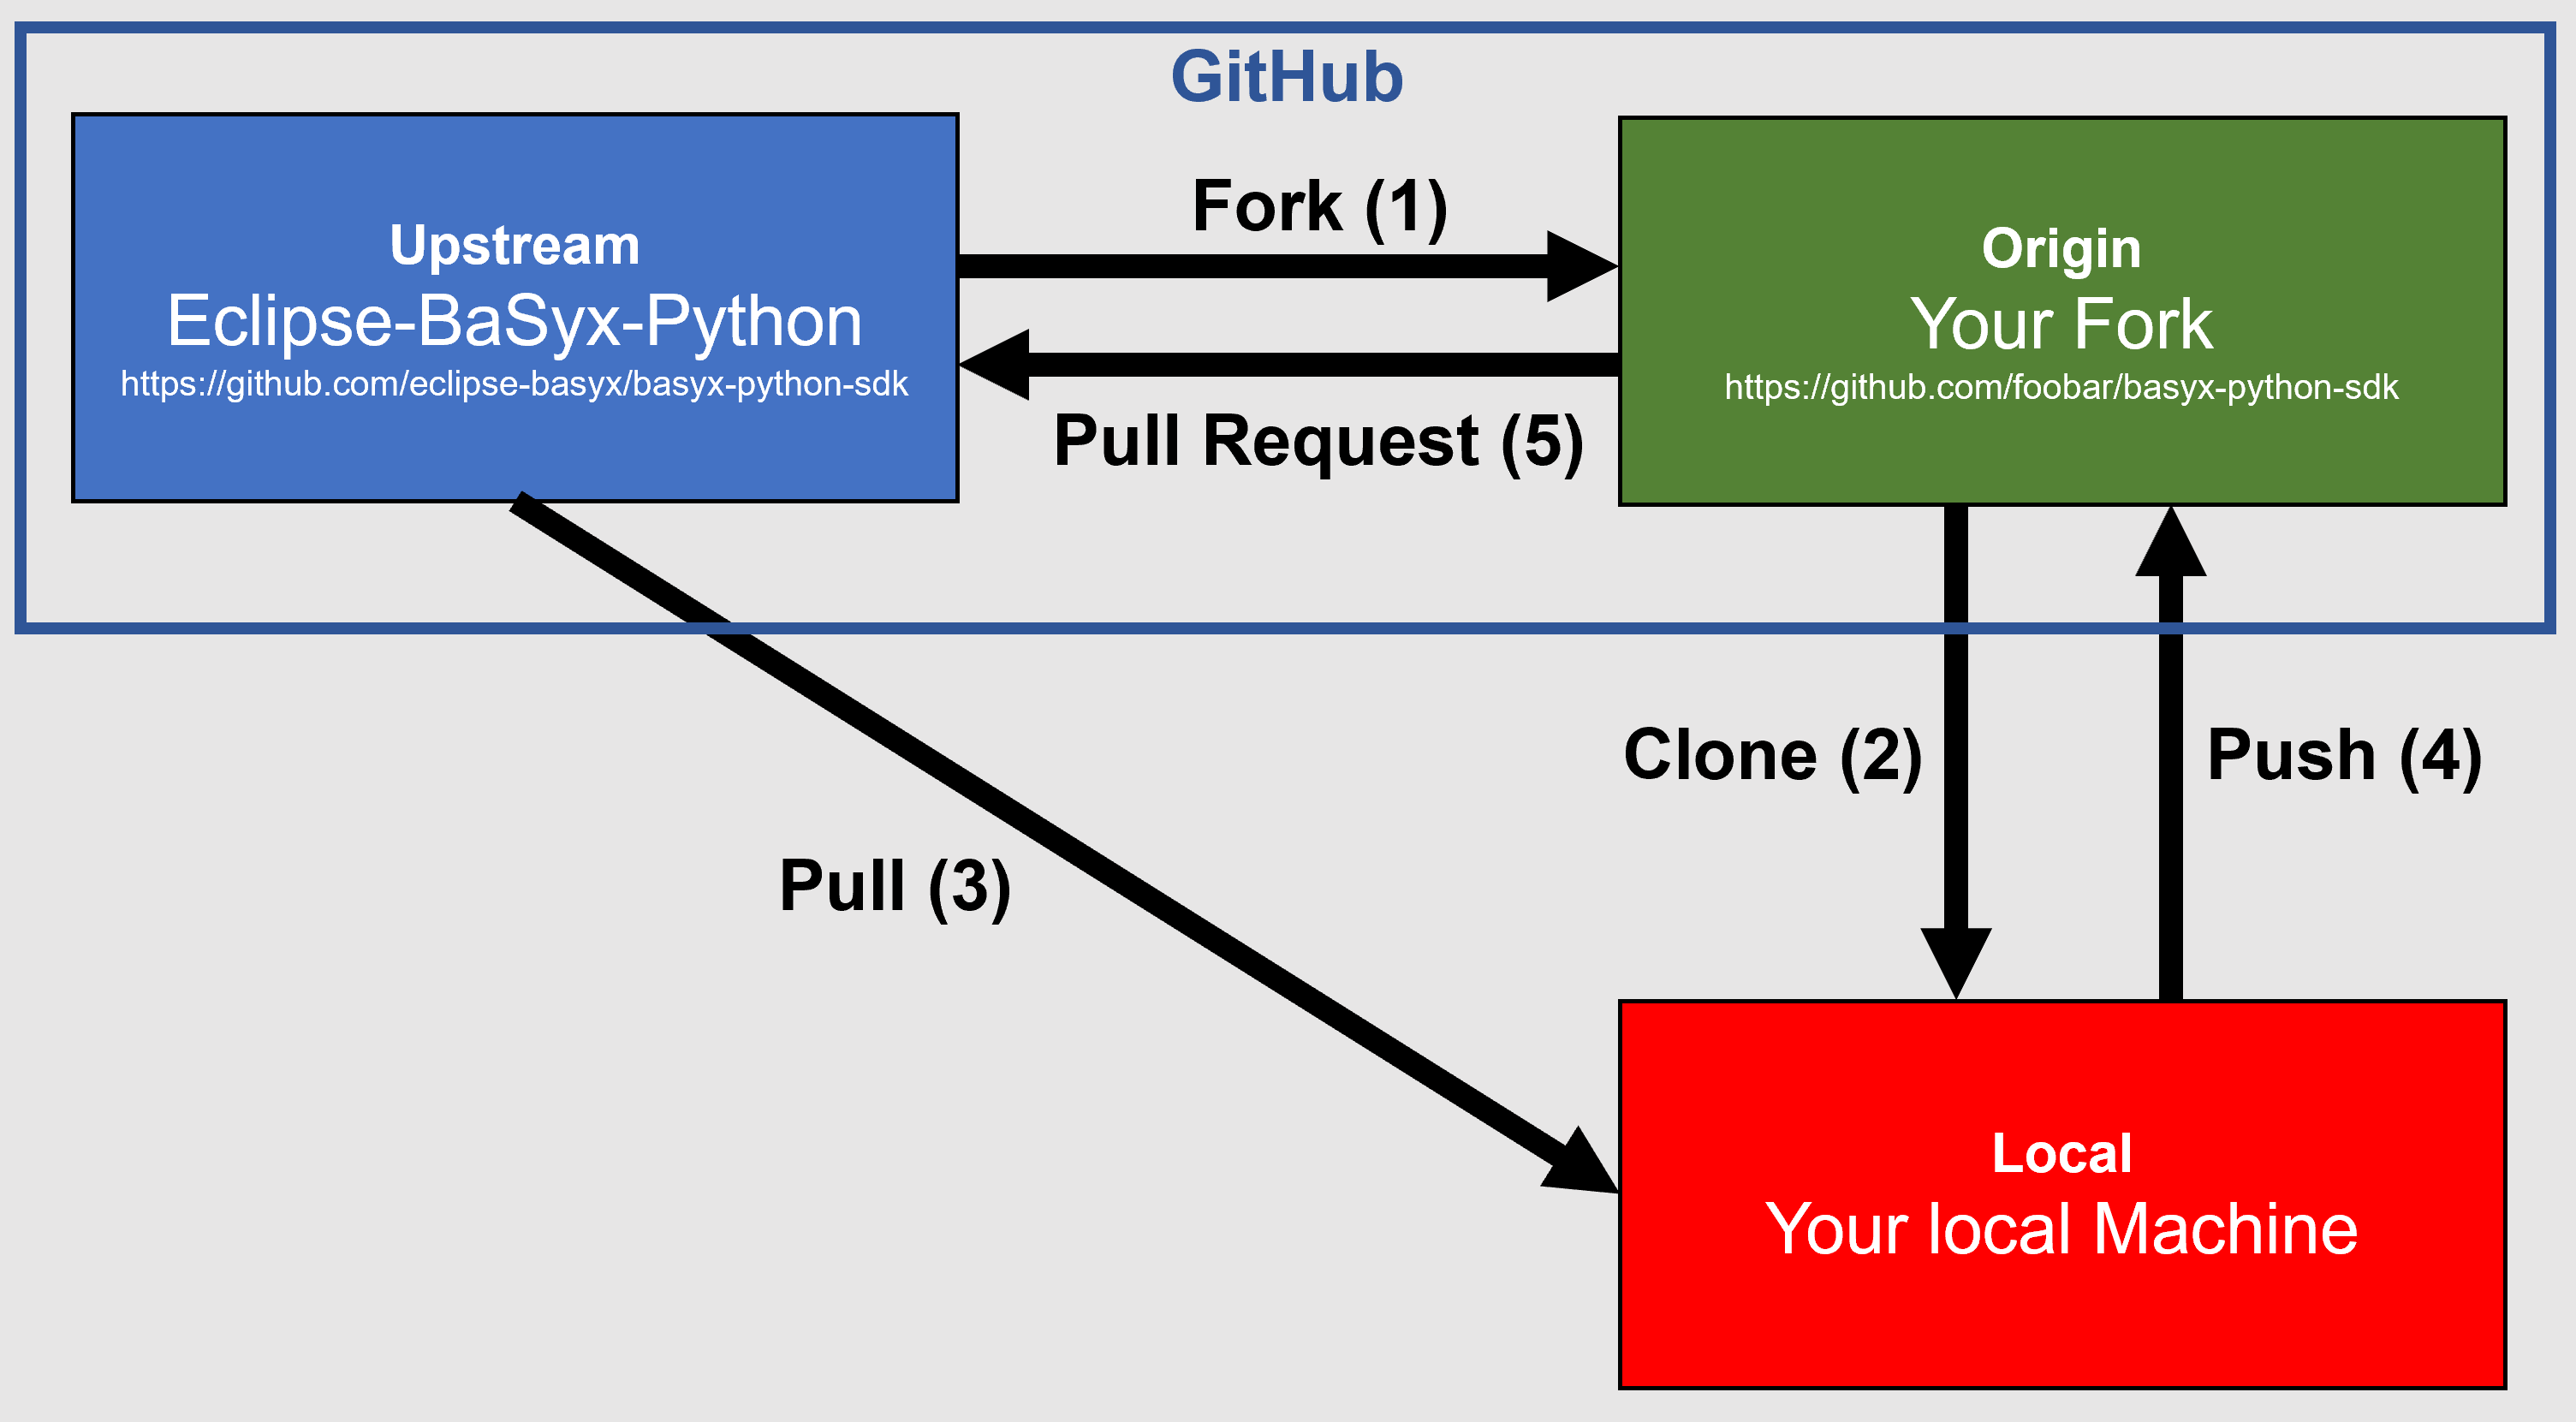 GitHub
Upstream
Eclipse-BaSyx-Python
https://github.com/eclipse-basyx/basyx-python-sdk
Fork (1)
Pull Request (5)
Origin
Your Fork
https://github.com/foobar/basyx-python-sdk
Clone (2)
Push (4)
Pull (3)
Local
Your local Machine